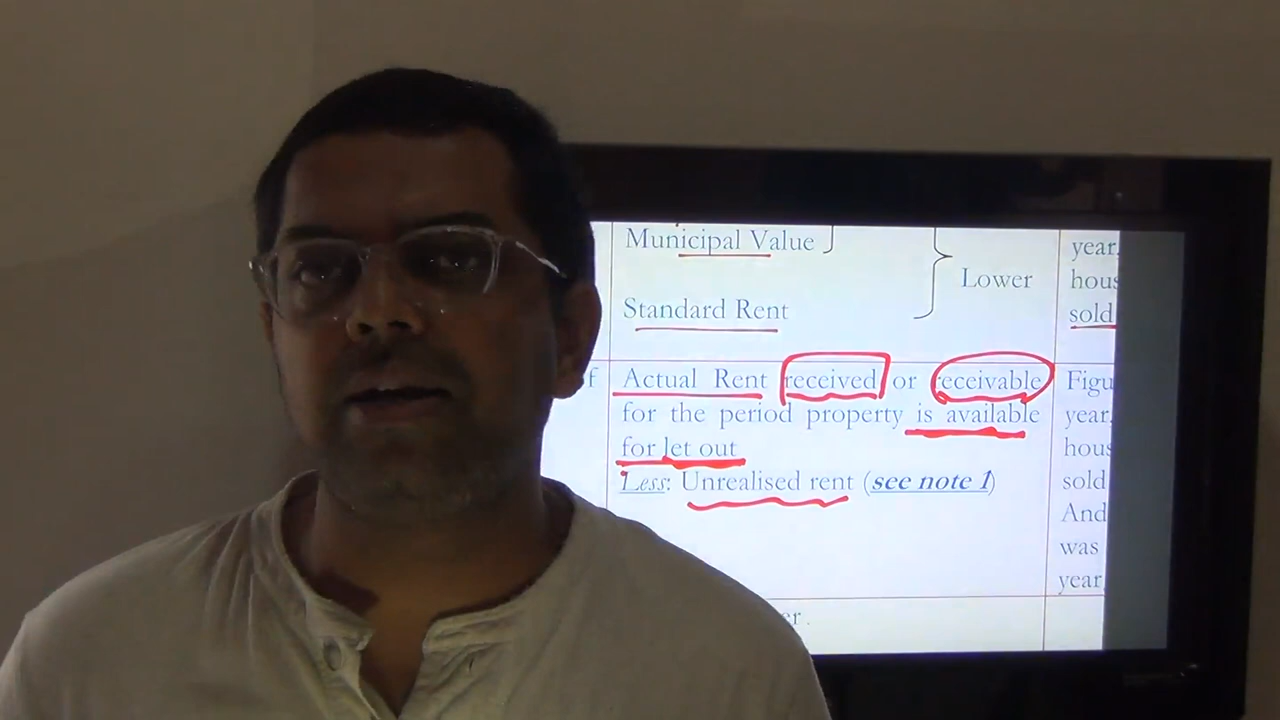 Municipal Value
year.
Lower
hous
Standard Rent
sold
f
Actual Rent received or receivable
Figu
for the period property is available
year.
for let out
hous
Less: Unrealised rent (see note 1)
sold
And
was
year
er.